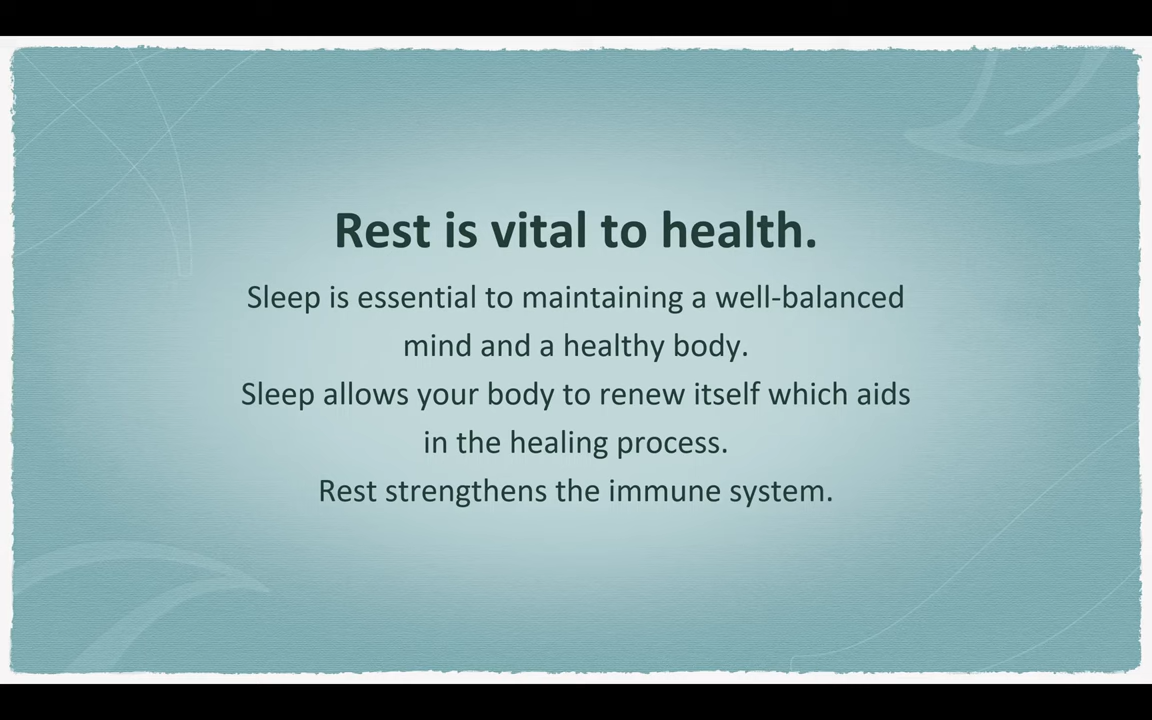 Rest is vital to health.
Sleep is essential to maintaining a well-balanced
mind and a healthy body.
Sleep allows your body to renew itself which aids
in the healing process.
Rest strengthens the immune system.